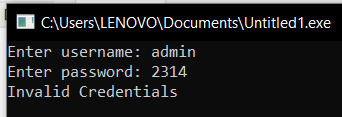 C:\Users\LENOVO\Documents\Untitled1.exe
Enter username: admin
Enter password: 2314
Invalid Credentials